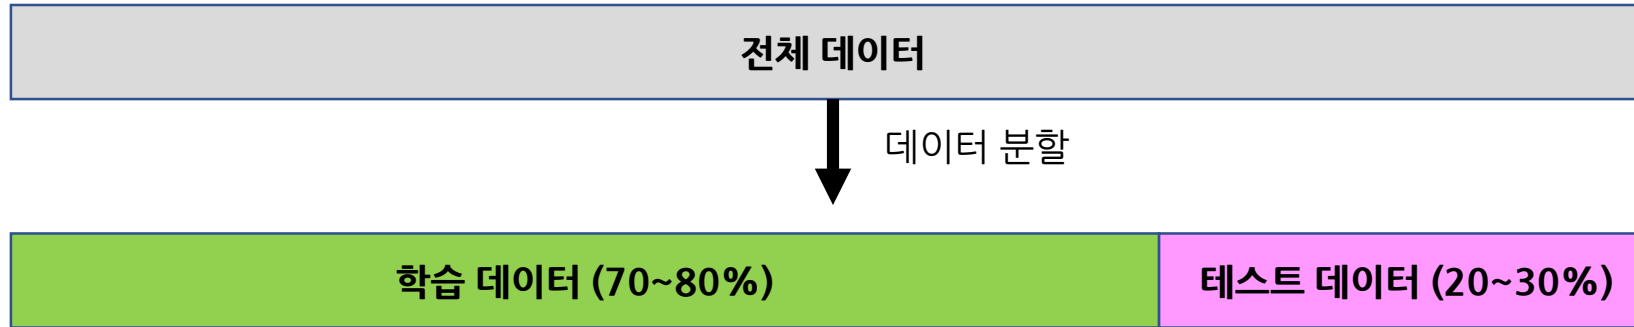 전체 데이터
데이터 분할
학습 데이터 (70~80%)
테스트 데이터 (20~30%)